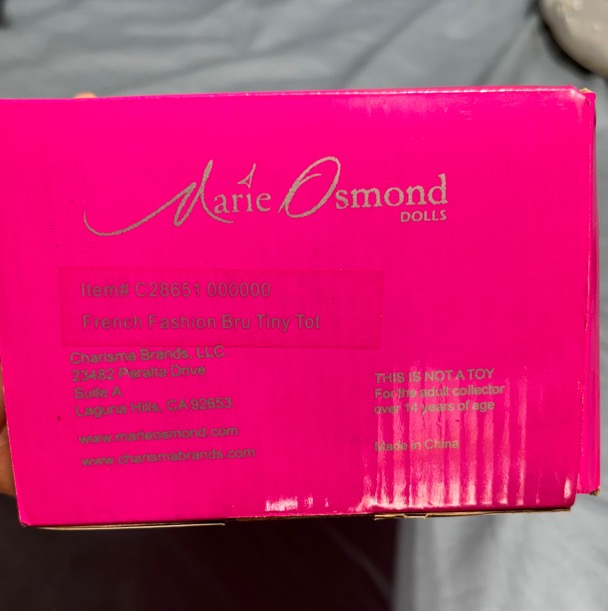 Marie Osmond
DOLLS
Item# C28651 000000
French Fashion Bru Tiny Tot
Charisma Brands, LLC
23482 Peralta Drive
Suite A
Laguna Hills, CA 92653
www.marieosmond.com
www.charismabrands.com
THIS IS NOT A TOY
For the adult collector
over 14 years of age
Made in China